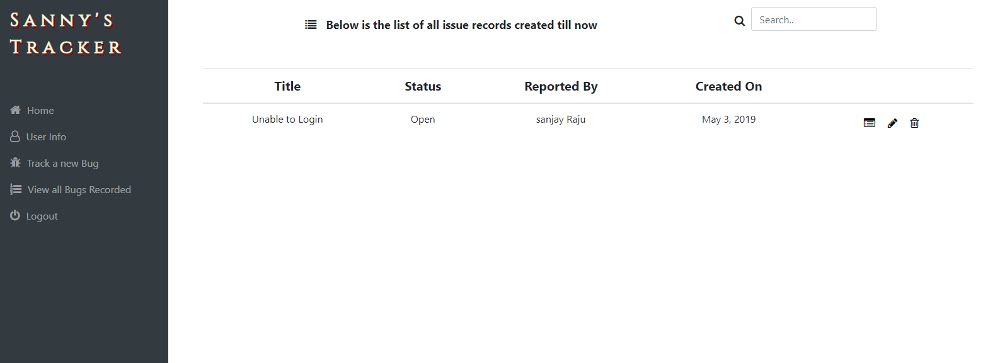 Sanny's
Tracker
Home
User Info
Track a new Bug
View all Bugs Recorded
Logout
Below is the list of all issue records created till now
Search..
Title Status Reported By Created On
Unable to Login Open sanjay Raju May 3, 2019